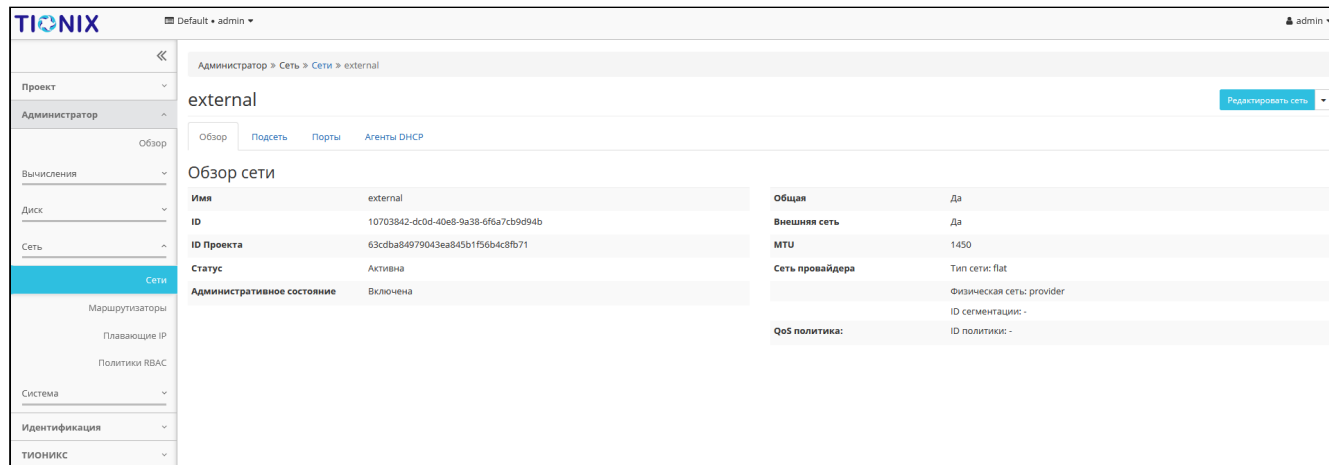 TIONIX
Default • admin
admin
Администратор » Сеть » Сети » external
Проект
Администратор
Обзор
Вычисления
Диск
Сеть
Сети
Маршрутизаторы
Плавающие IP
Политики RBAC
Система
Идентификация
ТИОНИКС
external
Редактировать сеть
Обзор Подсеть Порты Агенты DHCP
Обзор сети
Имя external
ID 10703842-dc0d-40e8-9a38-6f6a7cb9d94b
ID Проекта 63cdba84979043ea845b1f56b4c8fb71
Статус Активна
Административное состояние Включена
Общая Да
Внешняя сеть Да
MTU 1450
Сеть провайдера Тип сети: flat
Физическая сеть: provider
ID сегментации: -
QoS политика: ID политики: -